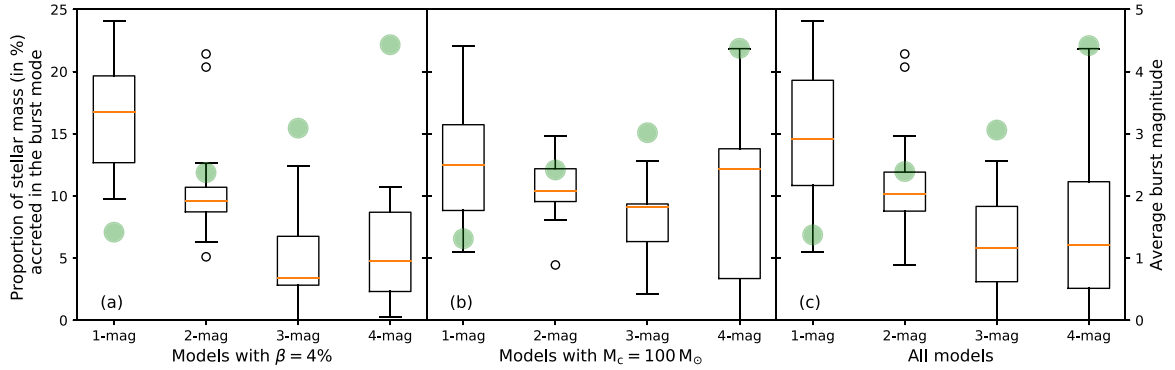 Proportion of stellar mass (in %)
accreted in the burst mode
25
20
15
10
5
0
(a)
1-mag 2-mag 3-mag 4-mag
Models with β = 4%
(b)
1-mag 2-mag 3-mag 4-mag
Models with M_c = 100 M_⊙
(c)
1-mag 2-mag 3-mag 4-mag
All models
5
4
3
2
1
0
Average burst magnitude